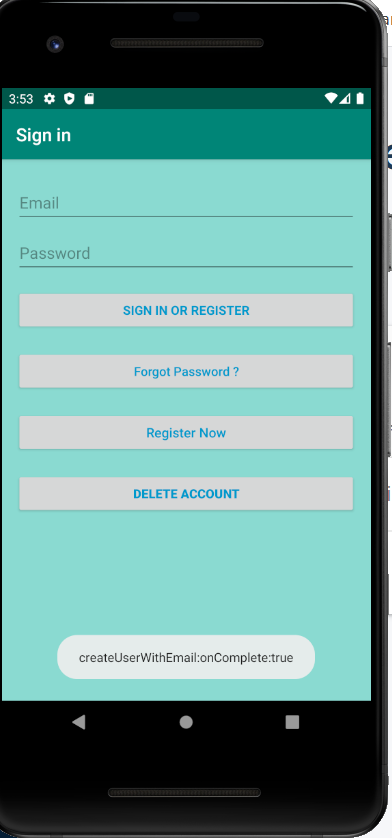 3:53
Sign in
Email
Password
SIGN IN OR REGISTER
Forgot Password ?
Register Now
DELETE ACCOUNT
createUserWithEmail:onComplete:true